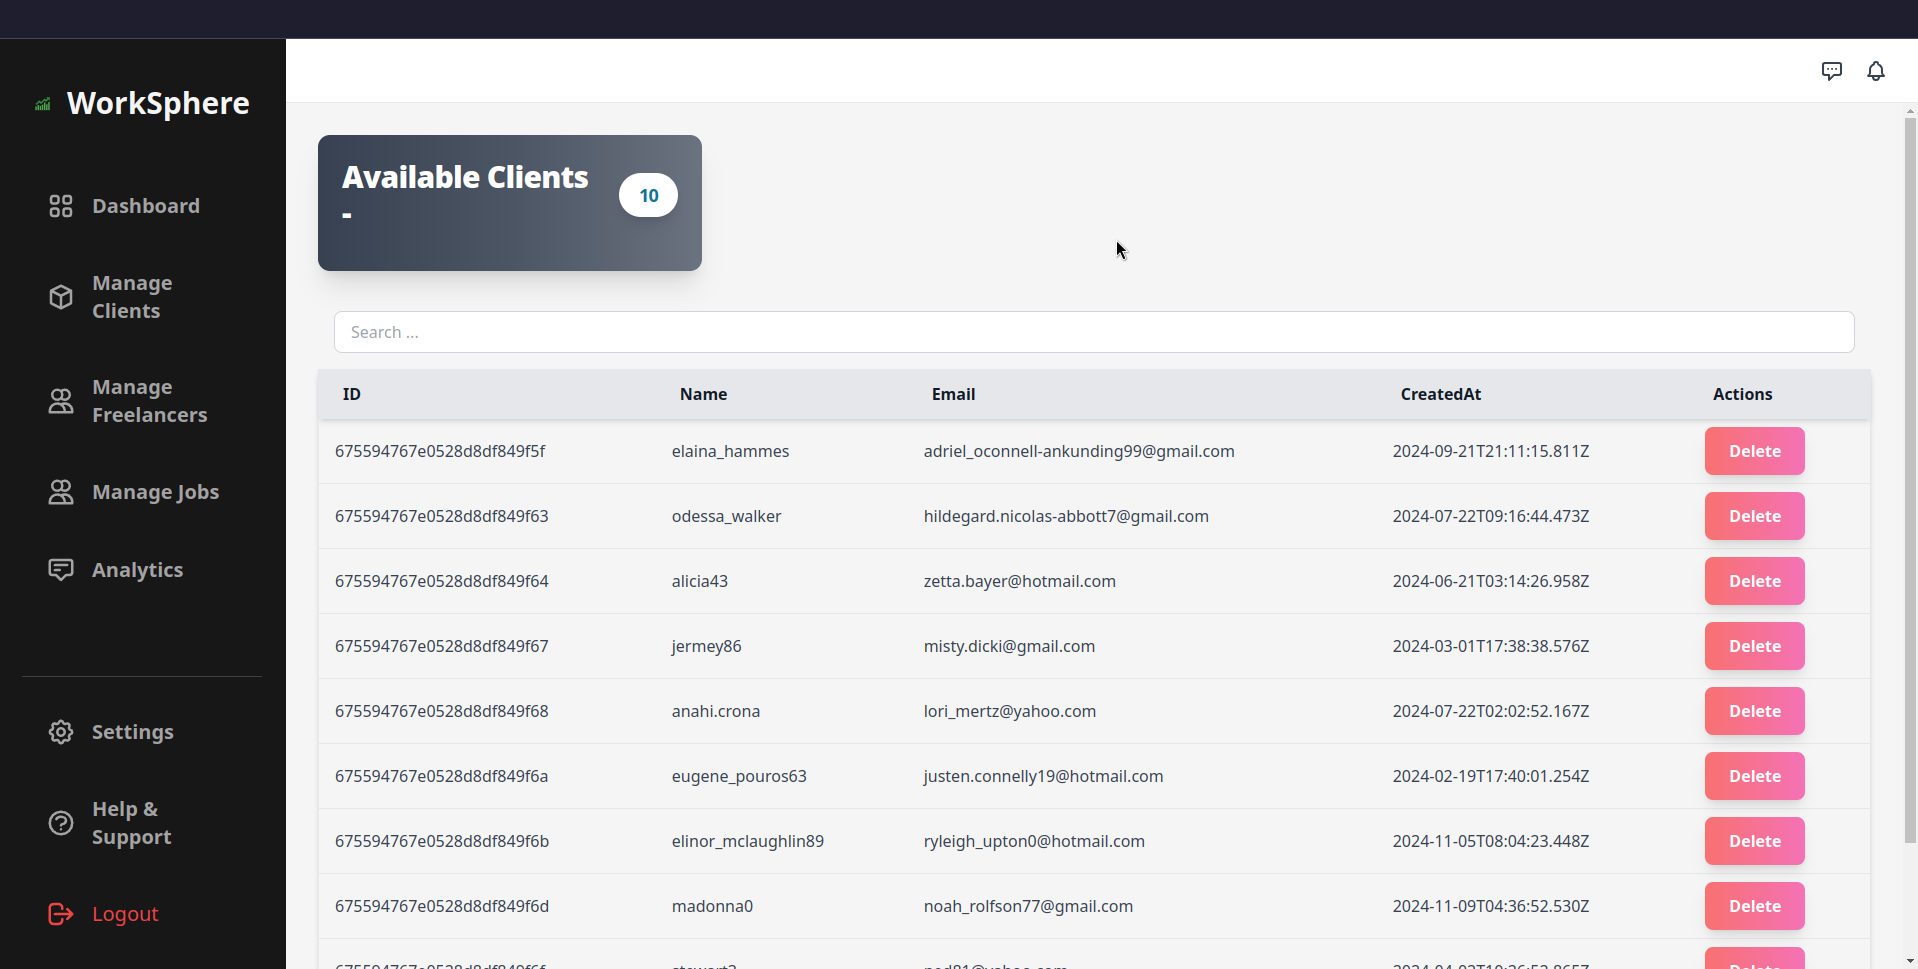 WorkSphere
Dashboard
Manage
Clients
Manage
Freelancers
Manage Jobs
Analytics
Settings
Help &
Support
Logout
Available Clients
-
10
Search ...
ID Name Email CreatedAt Actions
675594767e0528d8df849f5f elaina_hammes adriel_oconnell-ankunding99@gmail.com 2024-09-21T21:11:15.811Z Delete
675594767e0528d8df849f63 odessa_walker hildegard.nicolas-abbott7@gmail.com 2024-07-22T09:16:44.473Z Delete
675594767e0528d8df849f64 alicia43 zetta.bayer@hotmail.com 2024-06-21T03:14:26.958Z Delete
675594767e0528d8df849f67 jermey86 misty.dicki@gmail.com 2024-03-01T17:38:38.576Z Delete
675594767e0528d8df849f68 anahi.crona lori_mertz@yahoo.com 2024-07-22T02:02:52.167Z Delete
675594767e0528d8df849f6a eugene_pouros63 justen.connelly19@hotmail.com 2024-02-19T17:40:01.254Z Delete
675594767e0528d8df849f6b elinor_mclaughlin89 ryleigh_upton0@hotmail.com 2024-11-05T08:04:23.448Z Delete
675594767e0528d8df849f6d madonna0 noah_rolfson77@gmail.com 2024-11-09T04:36:52.530Z Delete
Delete